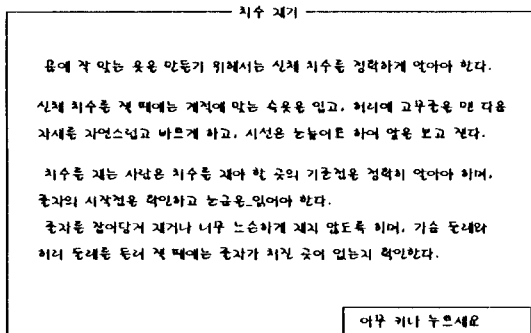 치수 재기
몸에 잘 맞는 옷을 만들기 위해서는 신체 치수를 정확하게 알아야 한다.
신체 치수를 잴 때에는 계절에 맞는 속옷을 입고, 허리에 고무줄을 맨 다음
자세를 자연스럽고 바르게 하고, 시선은 눈높이로 하여 앞을 보고 선다.
치수를 재는 사람은 치수를 재야 할 곳의 기준점을 정확히 알아야 하며,
줄자의 시작점을 확인하고 눈금을 읽어야 한다.
줄자를 잡아당겨 재거나 너무 느슨하게 재지 않도록 하며, 가슴 둘레와
허리 둘레를 둘러 잴 때에는 줄자가 처진 곳이 없는지 확인한다.
아무 키나 누르세요